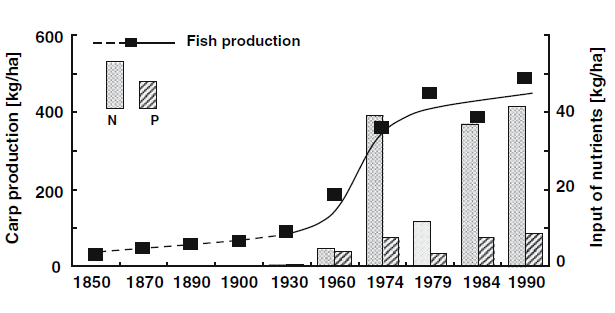 Carp production [kg/ha]
600
400
200
0
Fish production
N P
1850 1870 1890 1900 1930 1960 1974 1979 1984 1990
40
20
0
Input of nutrients [kg/ha]